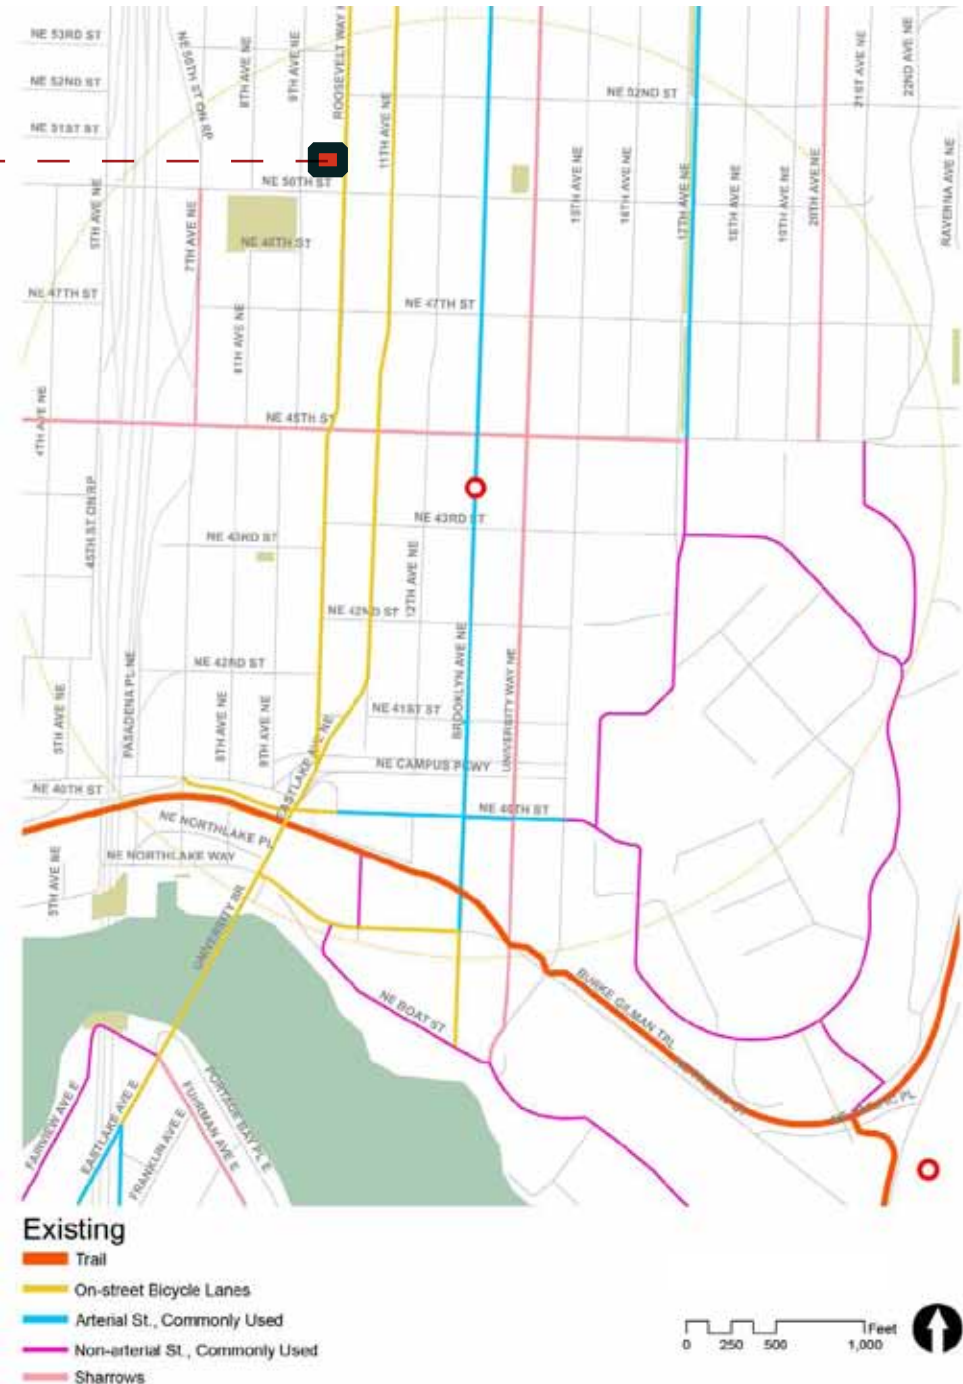 NE 53RD ST
NE 52ND ST
NE 51ST ST
NE 50TH ST ON RP
8TH AVE NE
9TH AVE NE
ROOSEVELT WAY
11TH AVE NE
NE 52ND ST
21ST AVE NE
22ND AVE NE
NE 50TH ST
5TH AVE NE
7TH AVE NE
15TH AVE NE
16TH AVE NE
17TH AVE NE
18TH AVE NE
19TH AVE NE
20TH AVE NE
RAVENNA AVE NE
NE 47TH ST
NE 47TH ST
8TH AVE NE
4TH AVE NE
NE 45TH ST
45TH ST ON RP
NE 43RD ST
NE 43RD ST
12TH AVE NE
NE 42ND ST
NE 42RD ST
BROOKLYN AVE NE
UNIVERSITY WAY NE
PASADENA PL NE
5TH AVE NE
8TH AVE NE
9TH AVE NE
NE 41ST ST
EASTLAKE AVE NE
NE CAMPUS PKWY
NE 40TH ST
NE 40TH ST
NE NORTHLAKE PL
NE NORTHLAKE WAY
5TH AVE NE
UNIVERSITY BR
NE BOAT ST
BURKE GILMAN TRL
FAIRVIEW AVE E
EASTLAKE AVE E
FRANKLIN AVE E
FUHRMAN AVE E
PORTAGE BAY PL E
Existing
Trail
On-street Bicycle Lanes
Arterial St., Commonly Used
Non-arterial St., Commonly Used
Sharrows
Feet
0 250 500 1,000